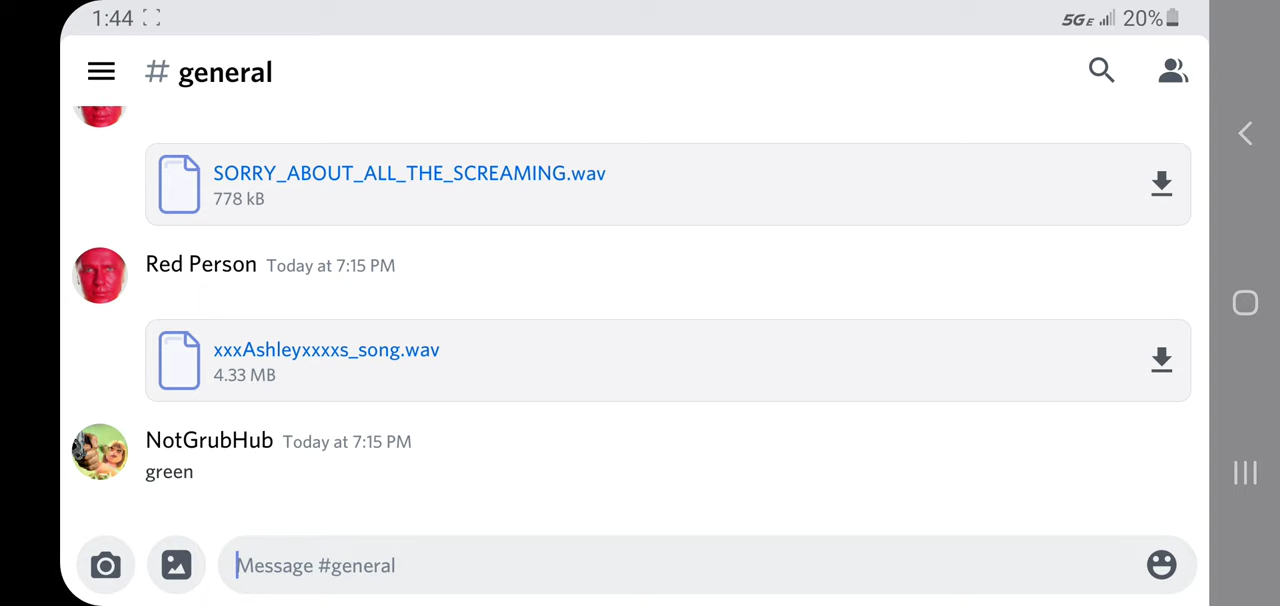 1:44 5GE 20%
# general
SORRY_ABOUT_ALL_THE_SCREAMING.wav
778 kB
Red Person Today at 7:15 PM
xxxAshleyxxxxs_song.wav
4.33 MB
NotGrubHub Today at 7:15 PM
green
Message #general